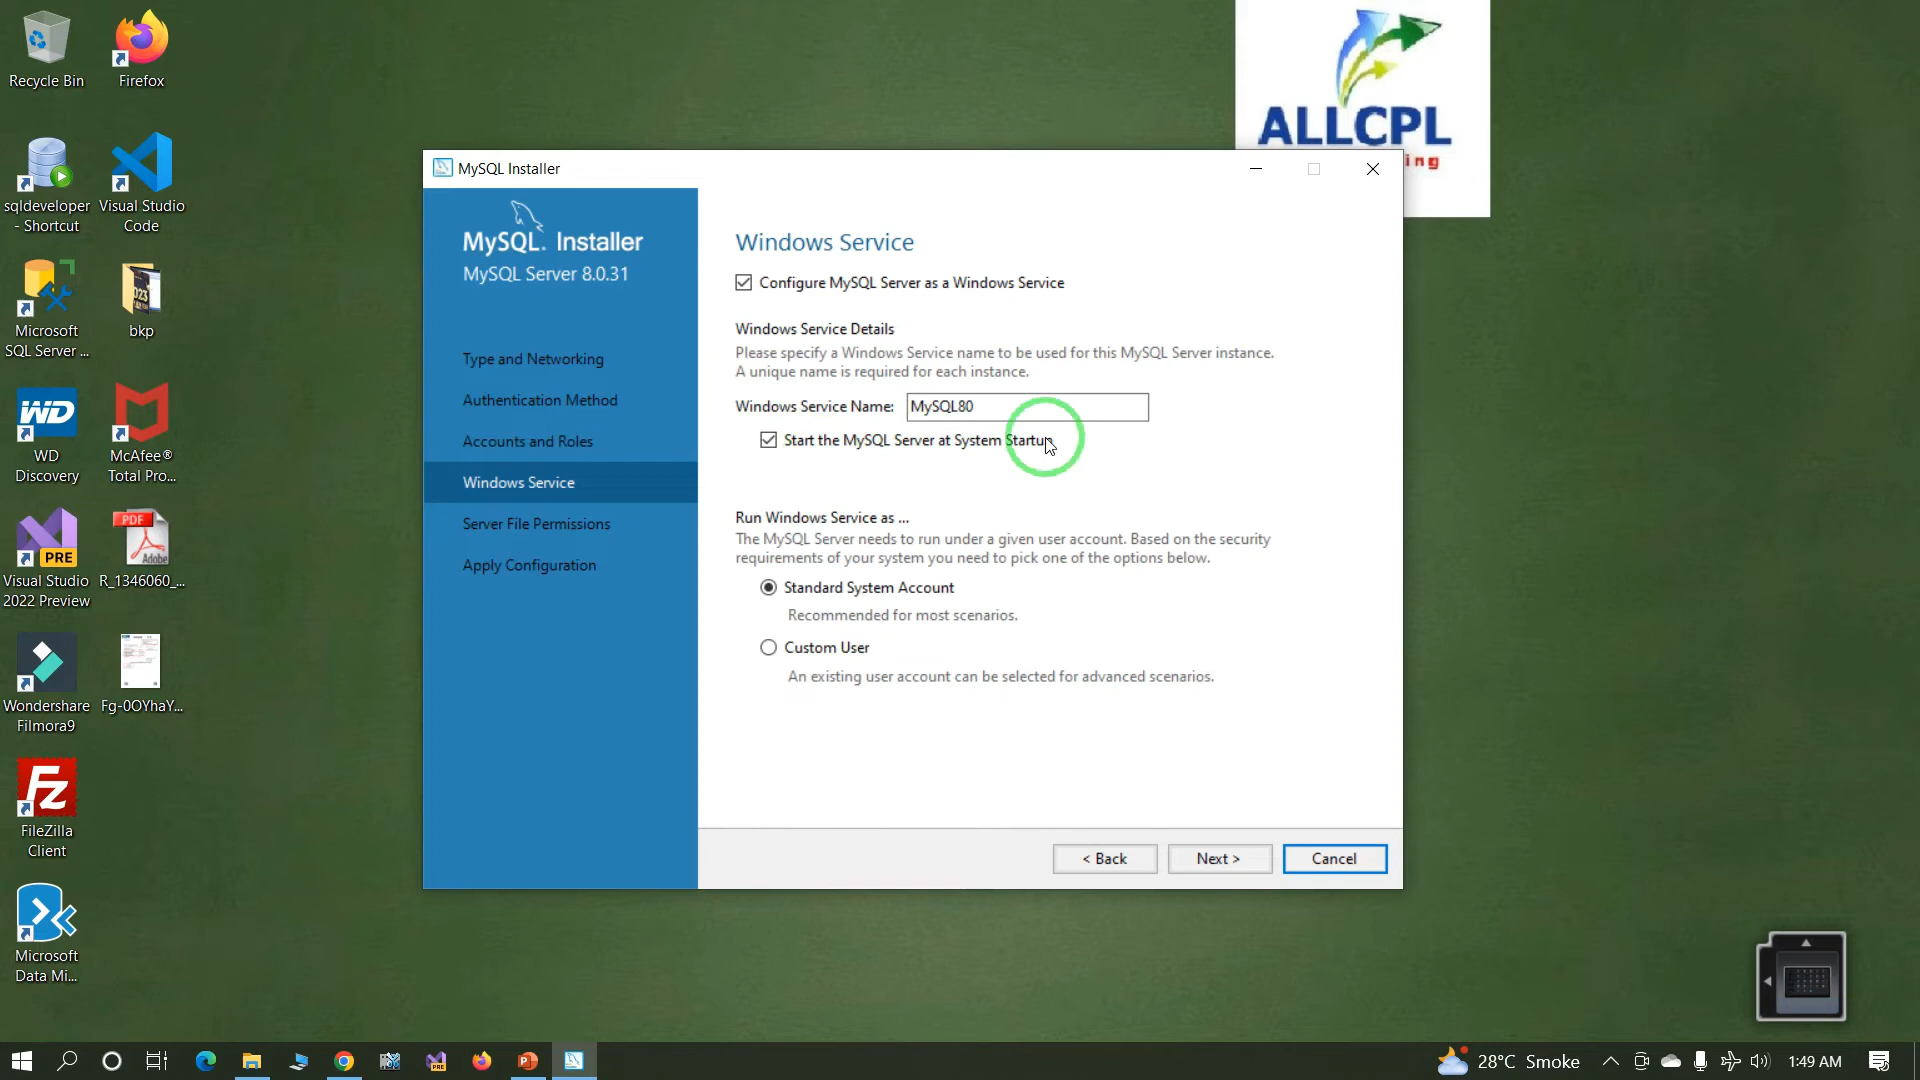 Recycle Bin
Firefox
sqldeveloper
- Shortcut
Visual Studio
Code
Microsoft
SQL Server ...
bkp
WD
WD
Discovery
McAfee®
Total Pro...
PRE
Visual Studio
2022 Preview
PDF
Adobe
R_1346060_...
Wondershare
Filmora9
Fg-0OYhaY...
Fz
FileZilla
Client
Microsoft
Data Mi...
ALLCPL
ing
MySQL Installer
MySQL. Installer
MySQL Server 8.0.31
Type and Networking
Authentication Method
Accounts and Roles
Windows Service
Server File Permissions
Apply Configuration
Windows Service
Configure MySQL Server as a Windows Service
Windows Service Details
Please specify a Windows Service name to be used for this MySQL Server instance.
A unique name is required for each instance.
Windows Service Name: MySQL80
Start the MySQL Server at System Startup
Run Windows Service as ...
The MySQL Server needs to run under a given user account. Based on the security
requirements of your system you need to pick one of the options below.
Standard System Account
Recommended for most scenarios.
Custom User
An existing user account can be selected for advanced scenarios.
< Back
Next >
Cancel
28°C Smoke
1:49 AM